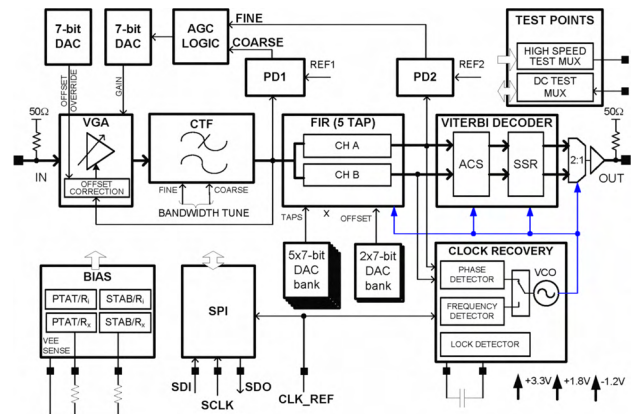 7-bit
DAC
7-bit
DAC
AGC
LOGIC
FINE
COARSE
PD1
REF1
PD2
REF2
TEST POINTS
HIGH SPEED
TEST MUX
DC TEST
MUX
OFFSET
OVERRIDE
GAIN
50Ω
IN
VGA
OFFSET
CORRECTION
CTF
FINE
COARSE
BANDWIDTH TUNE
FIR (5 TAP)
CH A
CH B
TAPS
X
OFFSET
VITERBI DECODER
ACS
SSR
2:1
50Ω
OUT
5x7-bit
DAC
bank
2x7-bit
DAC
bank
CLOCK RECOVERY
PHASE
DETECTOR
FREQUENCY
DETECTOR
VCO
LOCK DETECTOR
BIAS
PTAT/Ri
STAB/Ri
PTAT/Rx
STAB/Rx
VEE
SENSE
SPI
SDI
SCLK
SDO
CLK_REF
+3.3V
+1.8V
-1.2V